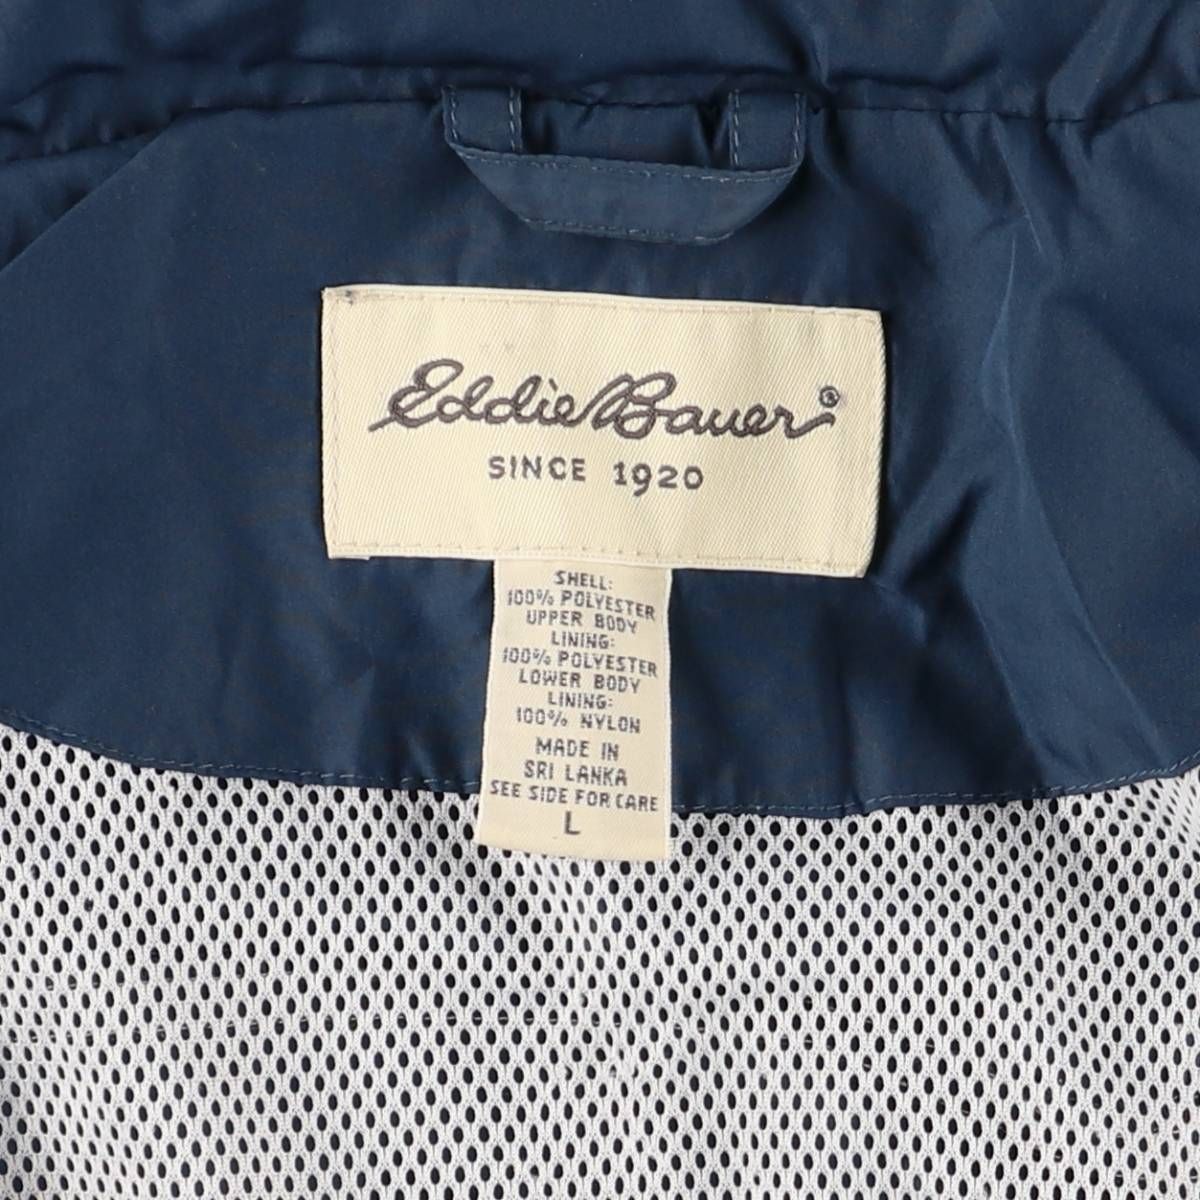 Eddie Bauer®
SINCE 1920
SHELL:
100% POLYESTER
UPPER BODY
LINING:
100% POLYESTER
LOWER BODY
LINING:
100% NYLON
MADE IN
SRI LANKA
SEE SIDE FOR CARE
L